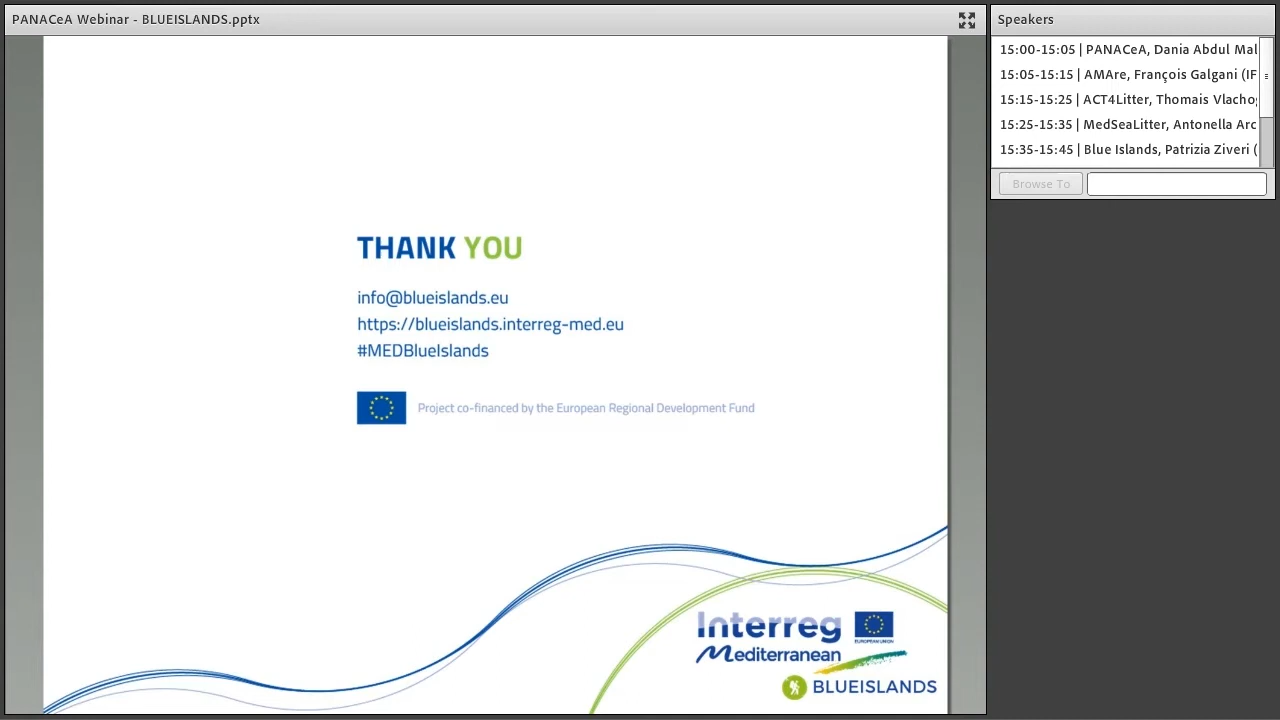 PANACeA Webinar - BLUEISLANDS.pptx
THANK YOU
info@blueislands.eu
https://blueislands.interreg-med.eu
#MEDBlueIslands
Project co-financed by the European Regional Development Fund
Interreg
EUROPEAN UNION
Mediterranean
BLUEISLANDS
Speakers
15:00-15:05 | PANACeA, Dania Abdul Mal
15:05-15:15 | AMAre, François Galgani (IF
15:15-15:25 | ACT4Litter, Thomais Vlachog
15:25-15:35 | MedSeaLitter, Antonella Arc
15:35-15:45 | Blue Islands, Patrizia Ziveri (
Browse To